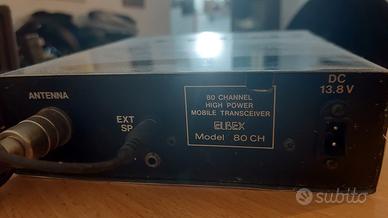 ANTENNA
EXT
SP
80 CHANNEL
HIGH POWER
MOBILE TRANSCEIVER
ELBEX
Model 80 CH
DC
13.8 V
subito